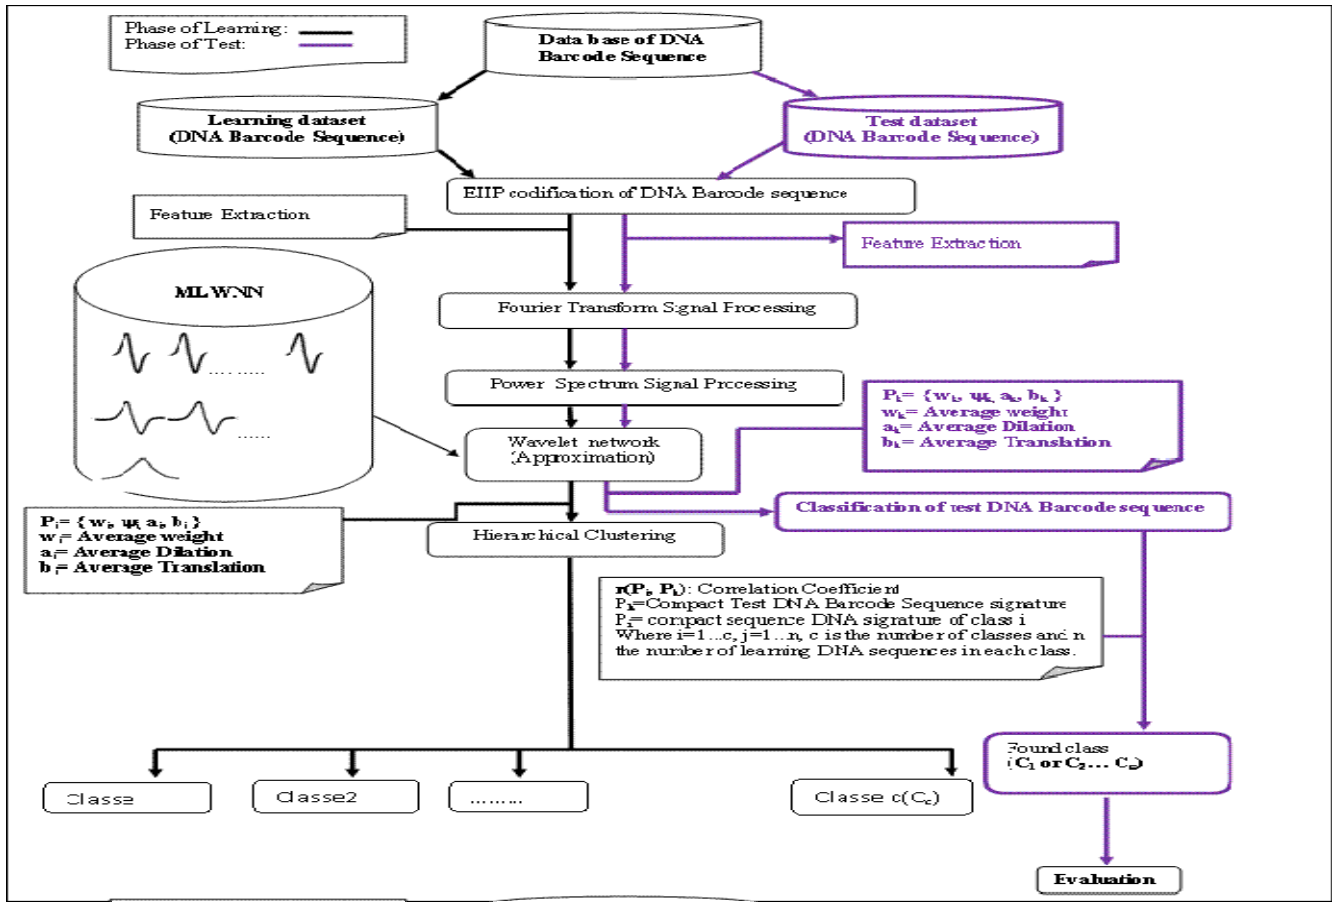 Phase of Learning:
Phase of Test:
Data base of DNA
Barcode Sequence
Learning dataset
(DNA Barcode Sequence)
Test dataset
(DNA Barcode Sequence)
EIIP codification of DNA Barcode sequence
Feature Extraction
Feature Extraction
MLWNN
Fourier Transform Signal Processing
Power Spectrum Signal Processing
Wavelet network
(Approximation)
Pₖ= {wₖ, ψₖ, aₖ, bₖ }
wₖ= Average weight
aₖ= Average Dilation
bₖ= Average Translation
Classification of test DNA Barcode sequence
Pᵢ= { wᵢ, ψᵢ, aᵢ, bᵢ }
wᵢ= Average weight
aᵢ= Average Dilation
bᵢ= Average Translation
Hierarchical Clustering
r(Pᵢ, Pₖ): Correlation Coefficient
Pₖ=Compact Test DNA Barcode Sequence signature
Pᵢ= compact sequence DNA signature of class i
Where i=1...c, j=1...n, c is the number of classes and n
the number of learning DNA sequences in each class.
Found class
(C₁ or C₂... Cₙ)
Classe
Classe2
.........
Classe c(C꜀)
Evaluation